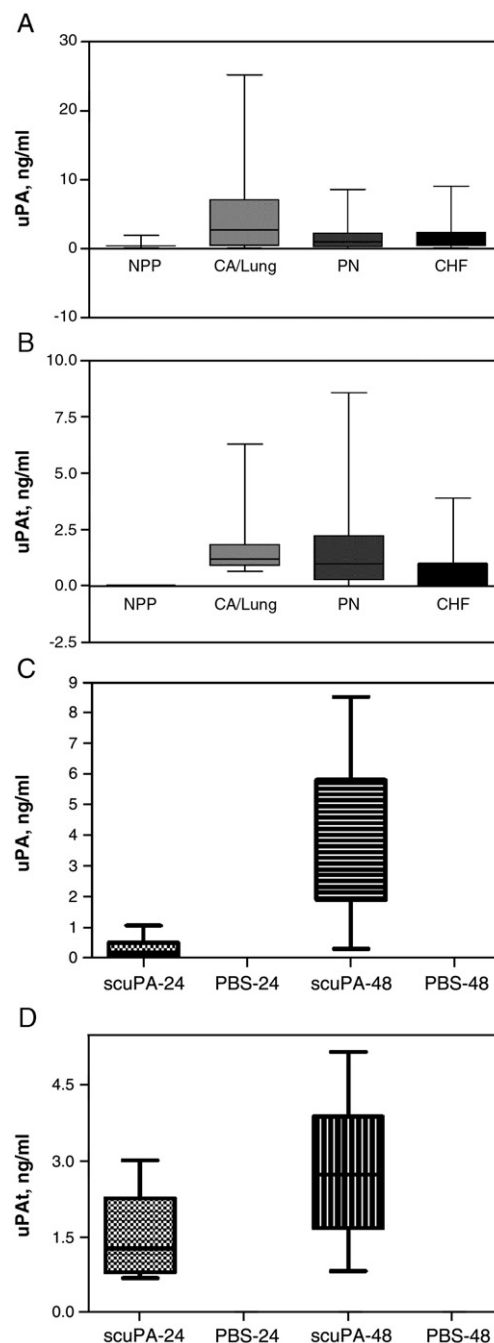 A
30
20
10
0
-10
uPA, ng/ml
NPP CA/Lung PN CHF
B
10.0
7.5
5.0
2.5
0.0
-2.5
uPAt, ng/ml
NPP CA/Lung PN CHF
C
9
8
7
6
5
4
3
2
1
0
uPA, ng/ml
scuPA-24 PBS-24 scuPA-48 PBS-48
D
4.5
3.0
1.5
0.0
uPAt, ng/ml
scuPA-24 PBS-24 scuPA-48 PBS-48